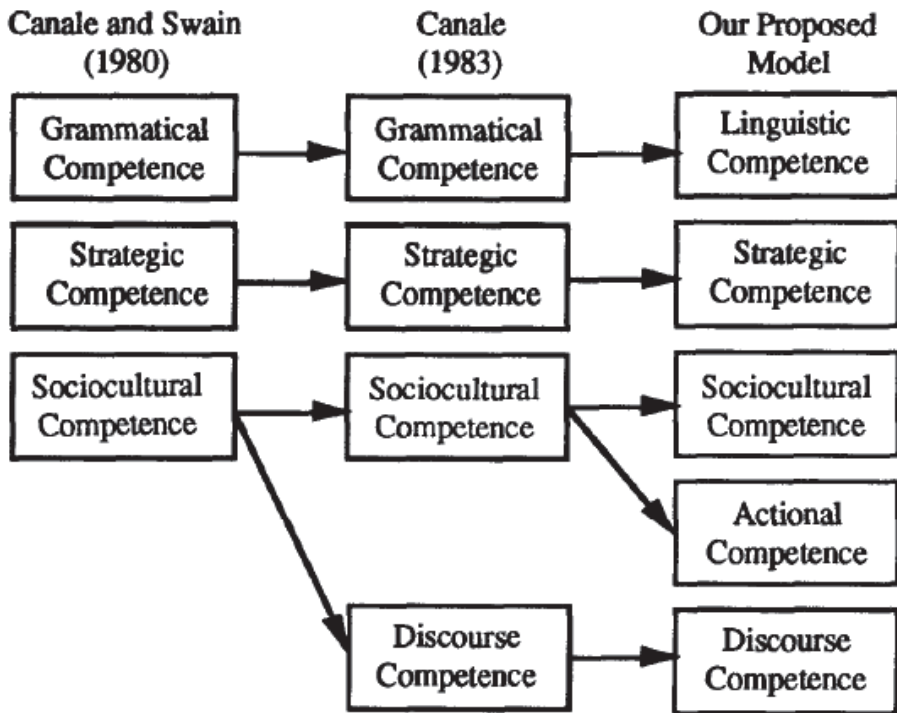 Canale and Swain
(1980)
Canale
(1983)
Our Proposed
Model
Grammatical
Competence
Grammatical
Competence
Linguistic
Competence
Strategic
Competence
Strategic
Competence
Strategic
Competence
Sociocultural
Competence
Sociocultural
Competence
Sociocultural
Competence
Actional
Competence
Discourse
Competence
Discourse
Competence